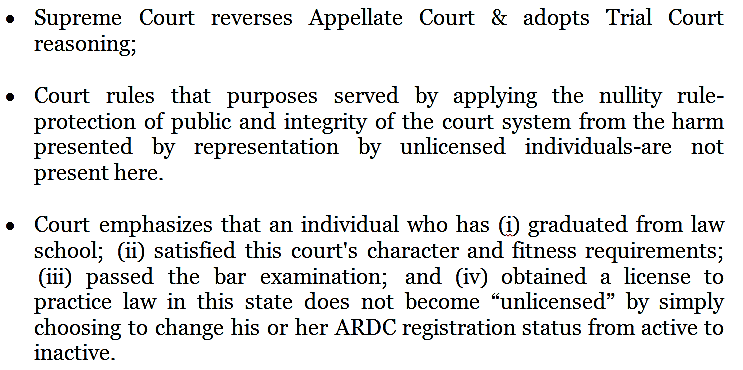 • Supreme Court reverses Appellate Court & adopts Trial Court
reasoning;
• Court rules that purposes served by applying the nullity rule-
protection of public and integrity of the court system from the harm
presented by representation by unlicensed individuals-are not
present here.
• Court emphasizes that an individual who has (i) graduated from law
school; (ii) satisfied this court's character and fitness requirements;
(iii) passed the bar examination; and (iv) obtained a license to
practice law in this state does not become “unlicensed” by simply
choosing to change his or her ARDC registration status from active to
inactive.